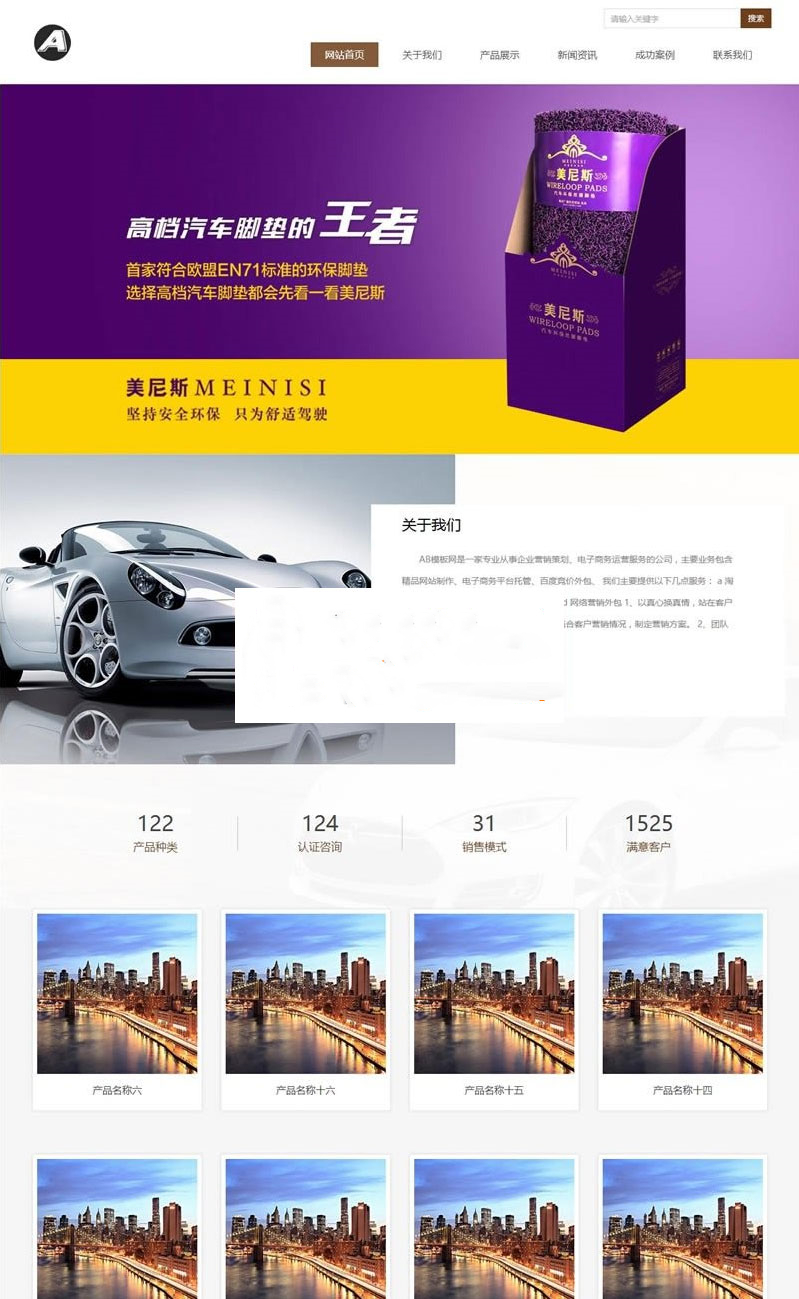 请输入关键字 搜索
A
网站首页 关于我们 产品展示 新闻资讯 成功案例 联系我们
高档汽车脚垫的王者
首家符合欧盟EN71标准的环保脚垫
选择高档汽车脚垫都会先看一看美尼斯
MEINISI
美尼斯
WIRELOOP PADS
MEINISI
美尼斯
WIRELOOP PADS
美尼斯MEINISI
坚持安全环保 只为舒适驾驶
关于我们
AB模板网是一家专业从事企业营销策划、电子商务运营服务的公司，主要业务包含
精品网站制作、电子商务平台托管、百度竞价外包、 我们主要提供以下几点服务： a 淘
d 网络营销外包 1、以真心换真情，站在客户
合客户营销情况，制定营销方案。 2、团队
122 124 31 1525
产品种类 认证咨询 销售模式 满意客户
产品名称六 产品名称十六 产品名称十五 产品名称十四